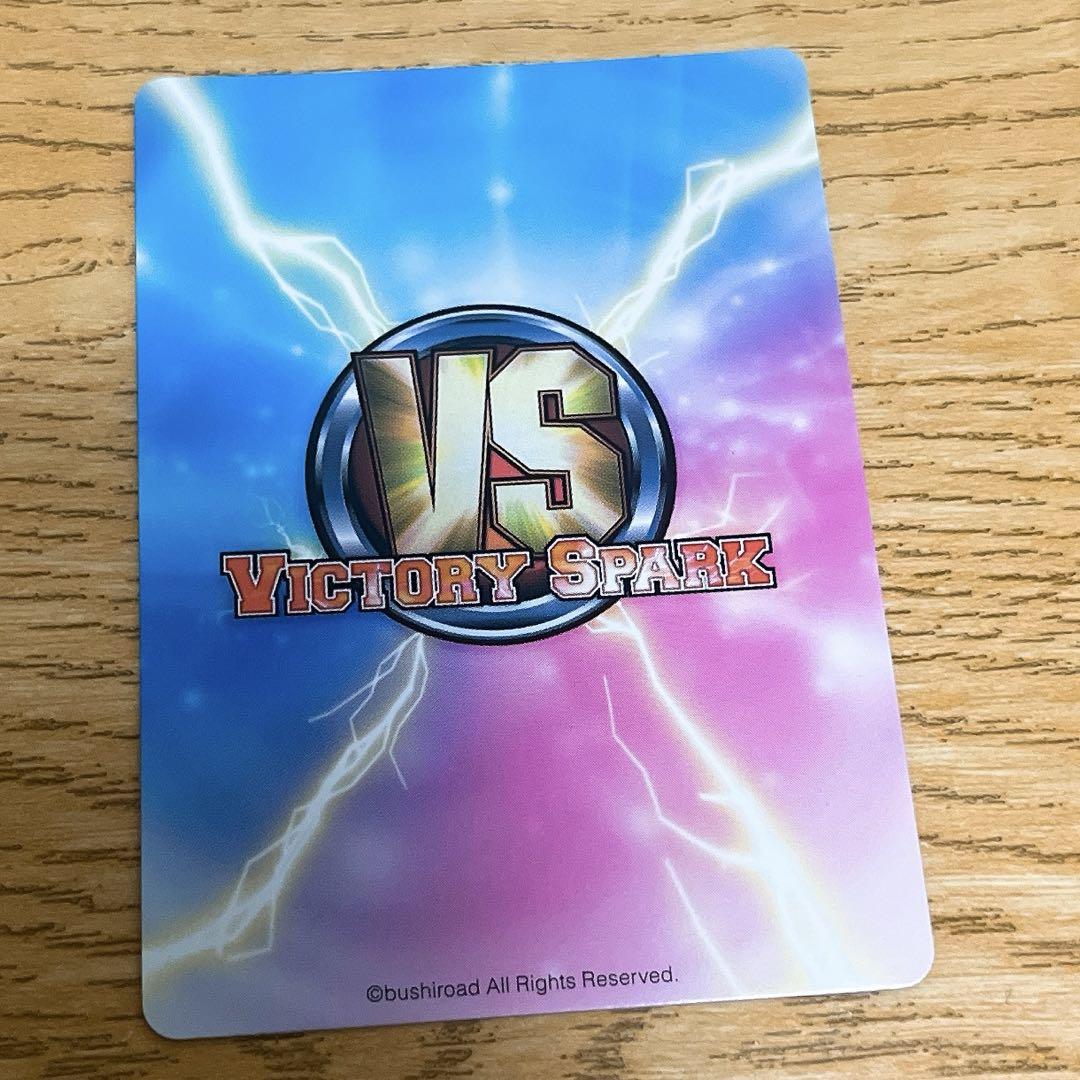 VS
VICTORY SPARK
©bushiroad All Rights Reserved.